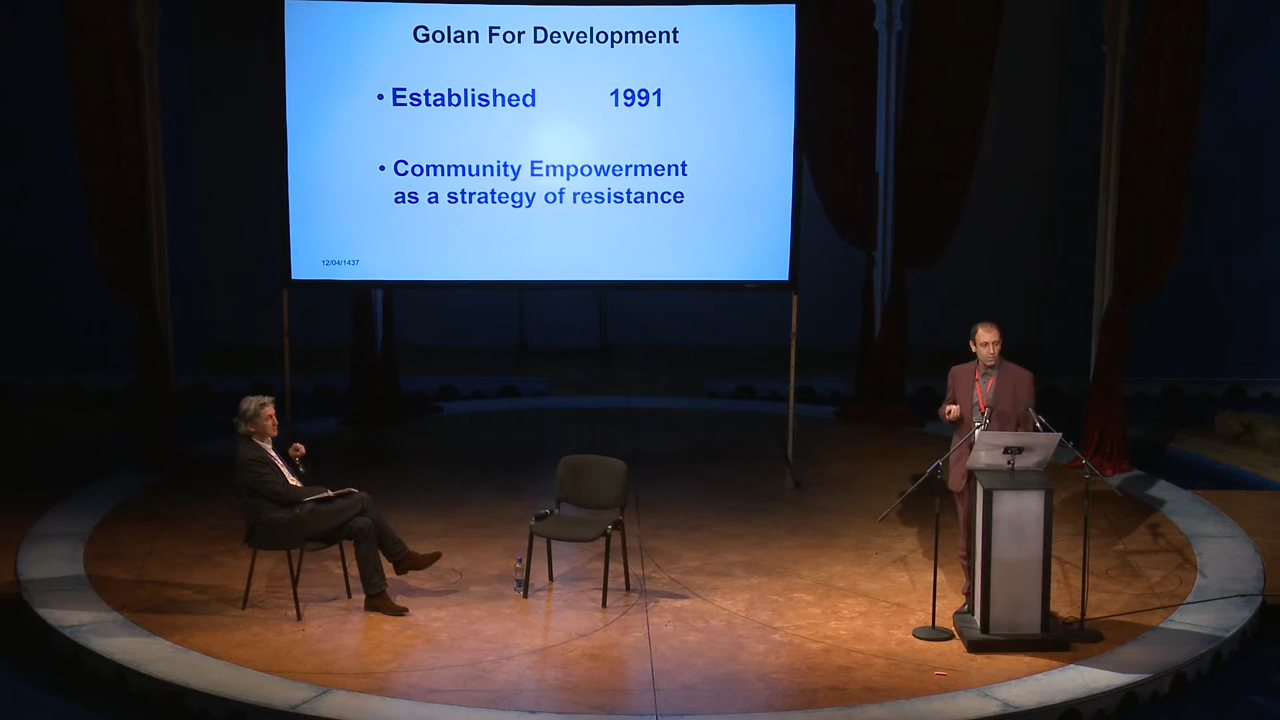 Golan For Development
• Established 1991
• Community Empowerment
as a strategy of resistance
12/04/1437